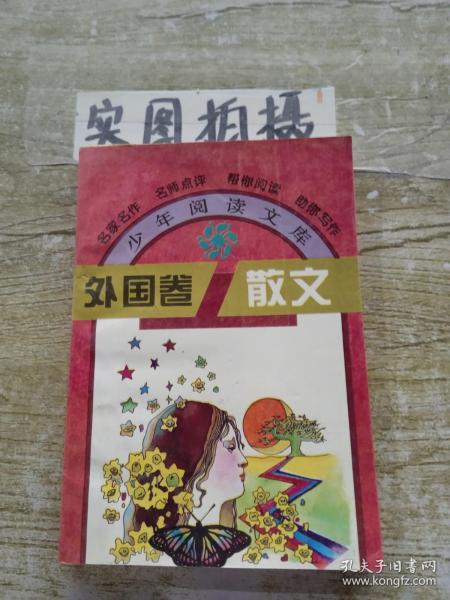 实图拍摄
名家名作 名师点评 帮你阅读 助你写作
少年阅读文库
外国卷 散文
孔夫子旧书网
www.kongfz.com